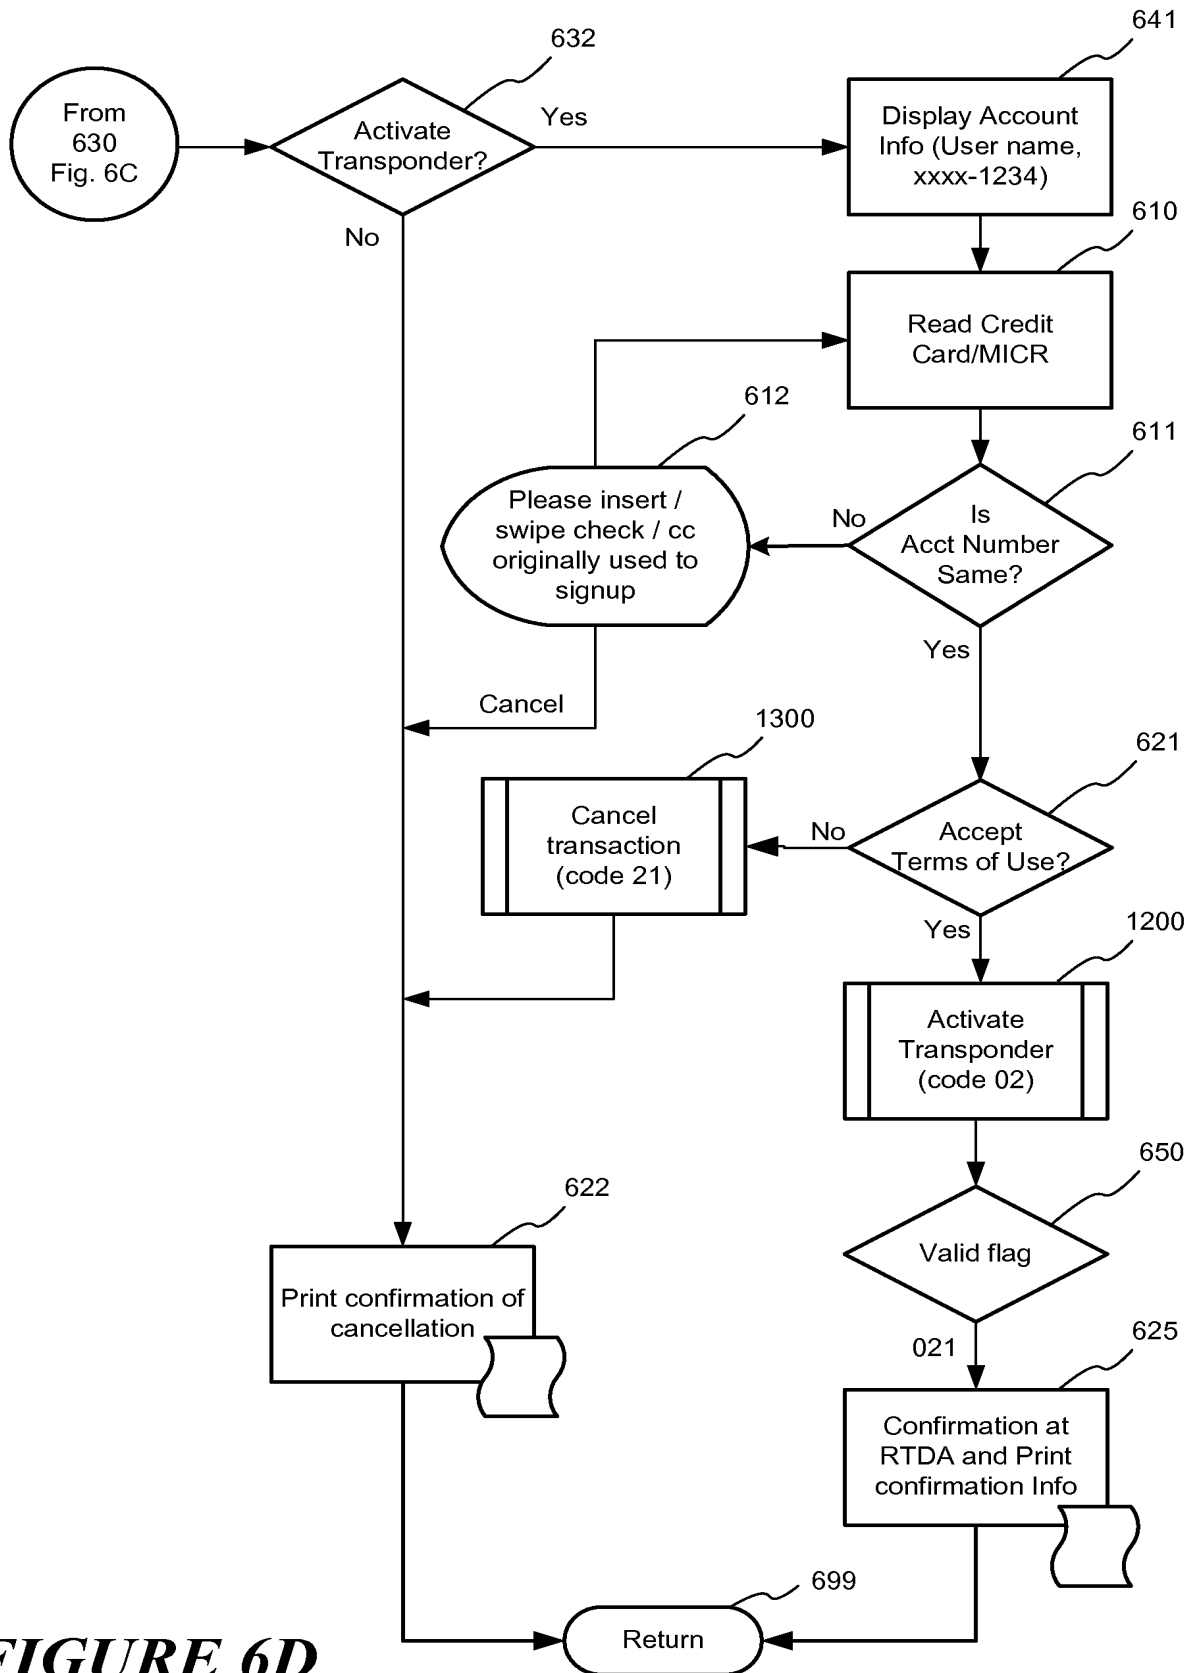 641
632
From
630
Fig. 6C
Activate
Transponder?
Yes
Display Account
Info (User name,
xxxx-1234)
No
610
Read Credit
Card/MICR
612
611
Please insert /
swipe check / cc
originally used to
signup
No
Is
Acct Number
Same?
Yes
Cancel
1300
621
Cancel
transaction
(code 21)
No
Accept
Terms of Use?
Yes
1200
Activate
Transponder
(code 02)
650
622
Valid flag
Print confirmation of
cancellation
021
625
Confirmation at
RTDA and Print
confirmation Info
699
Return
FIGURE 6D